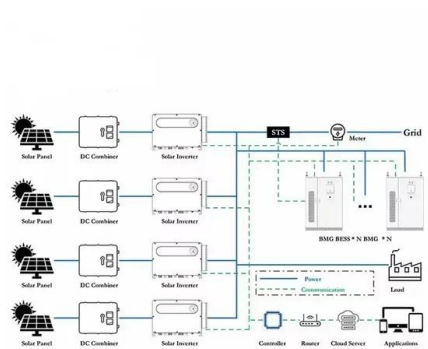 STS
Meter
Grid
Solar Panel
DC Combiner
Solar Inverter
Solar Panel
DC Combiner
Solar Inverter
BMG BESS * N BMG * N
Solar Panel
DC Combiner
Solar Inverter
Power
Communication
Load
Solar Panel
DC Combiner
Solar Inverter
Controller
Router
Cloud Server
Applications